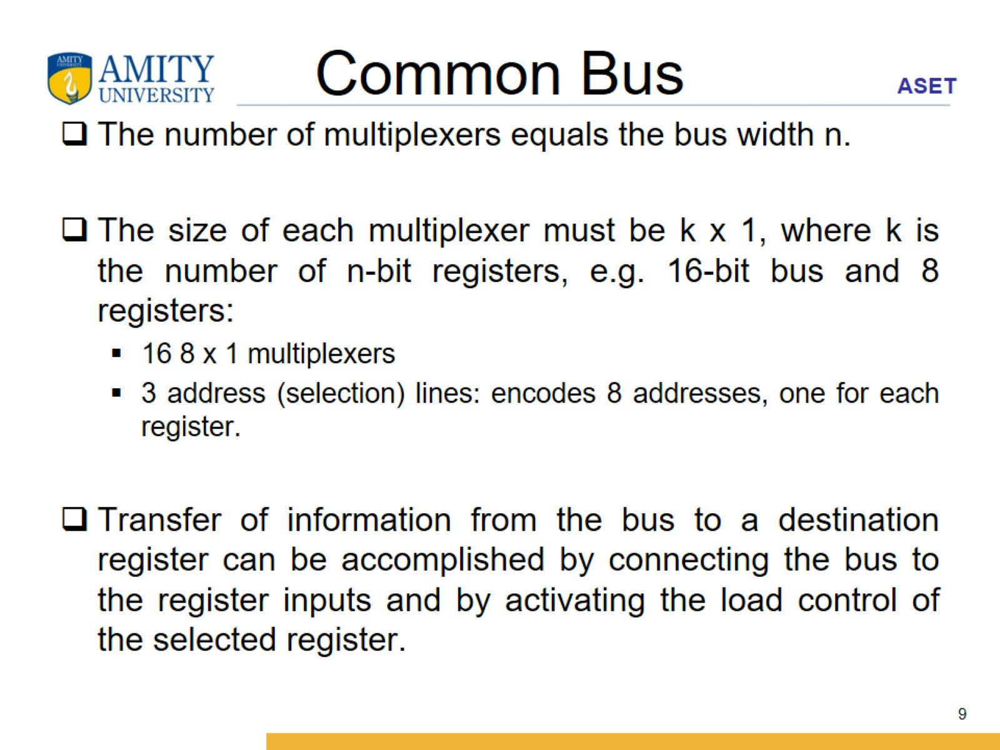 AMITY
UNIVERSITY
AMITY
UNIVERSITY
Common Bus
ASET
The number of multiplexers equals the bus width n.
The size of each multiplexer must be k x 1, where k is
the number of n-bit registers, e.g. 16-bit bus and 8
registers:
16 8 x 1 multiplexers
3 address (selection) lines: encodes 8 addresses, one for each
register.
Transfer of information from the bus to a destination
register can be accomplished by connecting the bus to
the register inputs and by activating the load control of
the selected register.
9